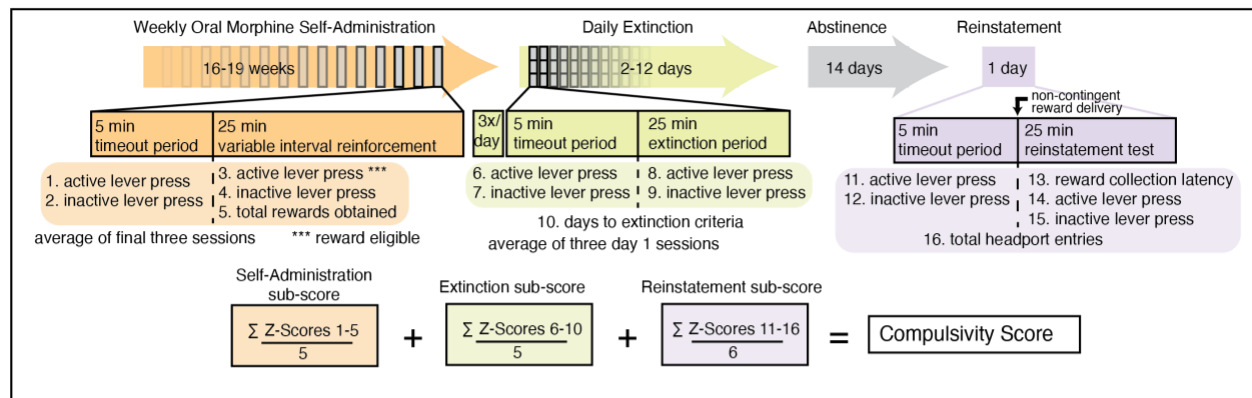 Weekly Oral Morphine Self-Administration
Daily Extinction
Abstinence
Reinstatement
16-19 weeks
2-12 days
14 days
1 day
non-contingent
reward delivery
5 min
timeout period
25 min
variable interval reinforcement
3x/
day
5 min
timeout period
25 min
extinction period
5 min
timeout period
25 min
reinstatement test
1. active lever press
2. inactive lever press
3. active lever press ***
4. inactive lever press
5. total rewards obtained
average of final three sessions
*** reward eligible
6. active lever press
7. inactive lever press
8. active lever press
9. inactive lever press
10. days to extinction criteria
average of three day 1 sessions
11. active lever press
12. inactive lever press
13. reward collection latency
14. active lever press
15. inactive lever press
16. total headport entries
Self-Administration
sub-score
∑ Z-Scores 1-5
5
+
Extinction sub-score
∑ Z-Scores 6-10
5
+
Reinstatement sub-score
∑ Z-Scores 11-16
6
=
Compulsivity Score